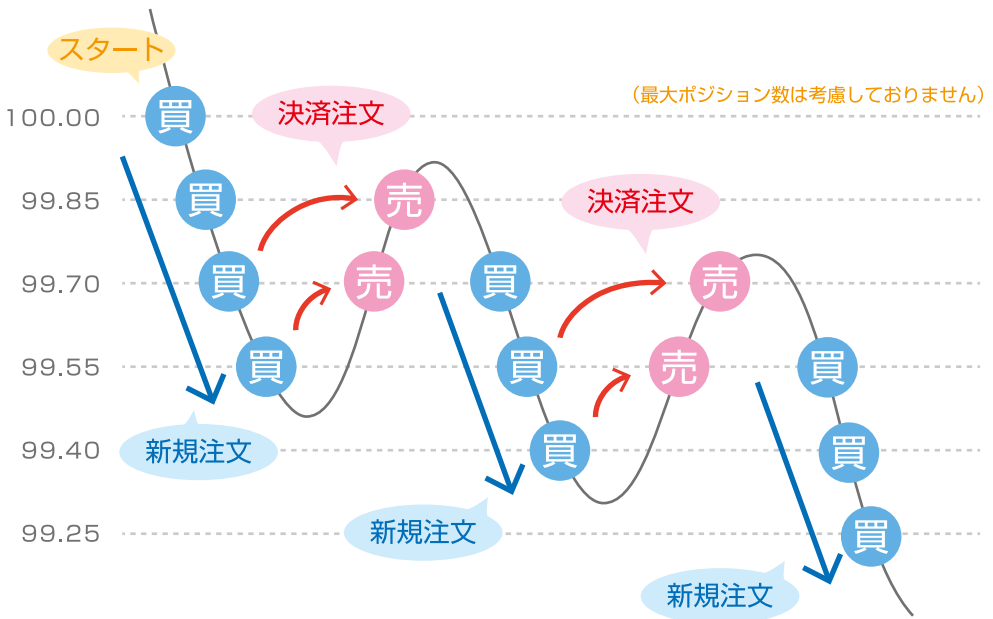 スタート
(最大ポジション数は考慮しておりません)
100.00
買
決済注文
99.85
買
売
決済注文
99.70
買
売
買
売
99.55
買
買
売
買
99.40
新規注文
買
買
99.25
新規注文
買
新規注文